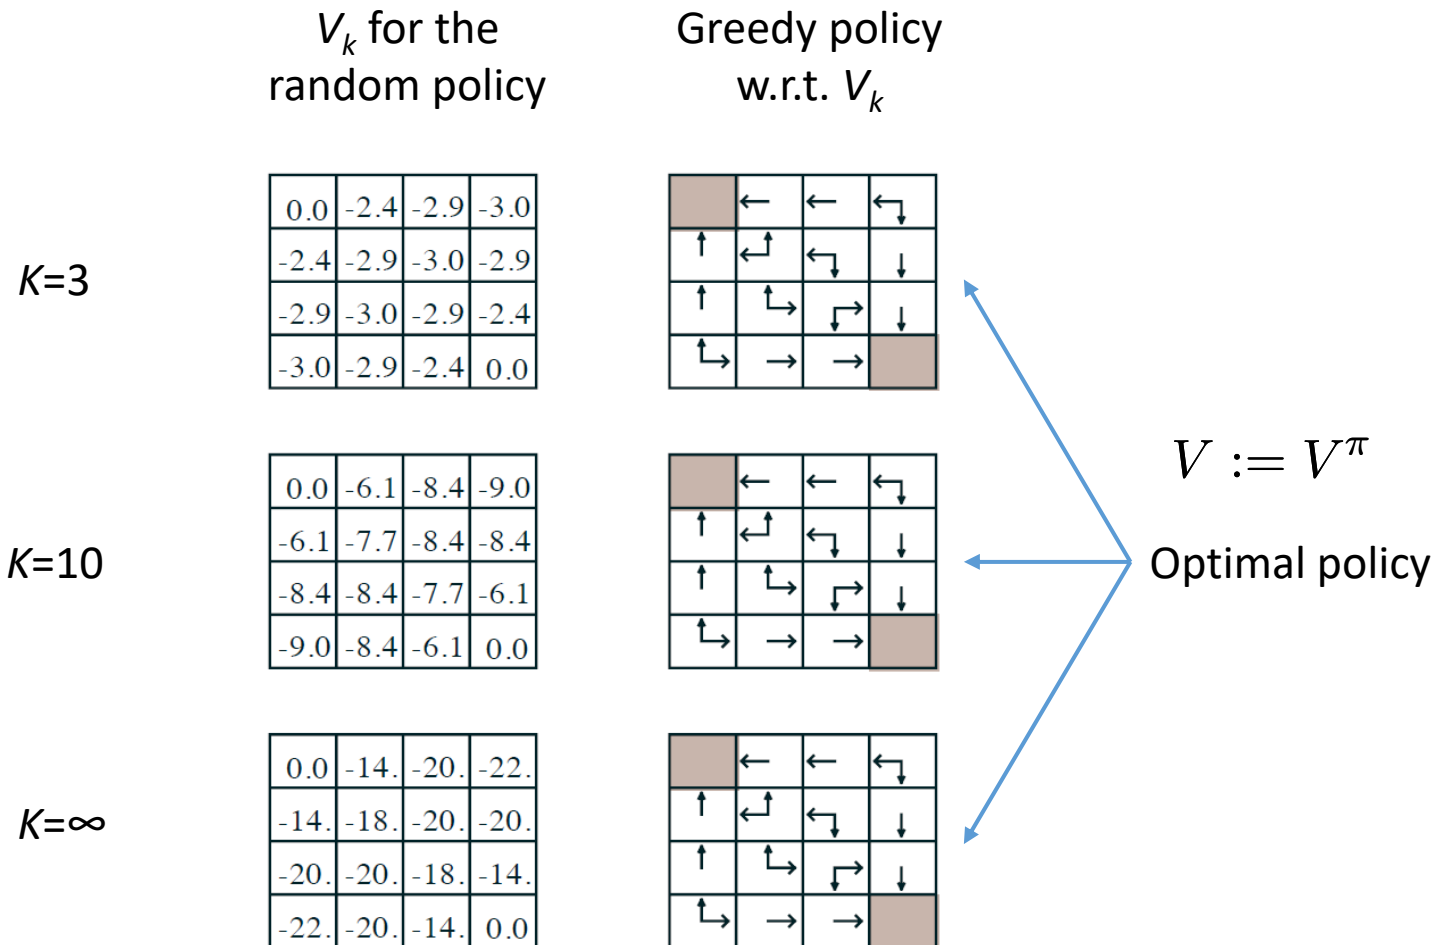 Vk for the
random policy
Greedy policy
w.r.t. Vk
K=3
0.0 -2.4 -2.9 -3.0
-2.4 -2.9 -3.0 -2.9
-2.9 -3.0 -2.9 -2.4
-3.0 -2.9 -2.4 0.0
← ← ←↓
↑ ←↑ ←↓ ↓
↑ ↑→ ↓→ ↓
↑→ → →
K=10
0.0 -6.1 -8.4 -9.0
-6.1 -7.7 -8.4 -8.4
-8.4 -8.4 -7.7 -6.1
-9.0 -8.4 -6.1 0.0
← ← ←↓
↑ ←↑ ←↓ ↓
↑ ↑→ ↓→ ↓
↑→ → →
V := V^π
Optimal policy
K=∞
0.0 -14. -20. -22.
-14. -18. -20. -20.
-20. -20. -18. -14.
-22. -20. -14. 0.0
← ← ←↓
↑ ←↑ ←↓ ↓
↑ ↑→ ↓→ ↓
↑→ → →